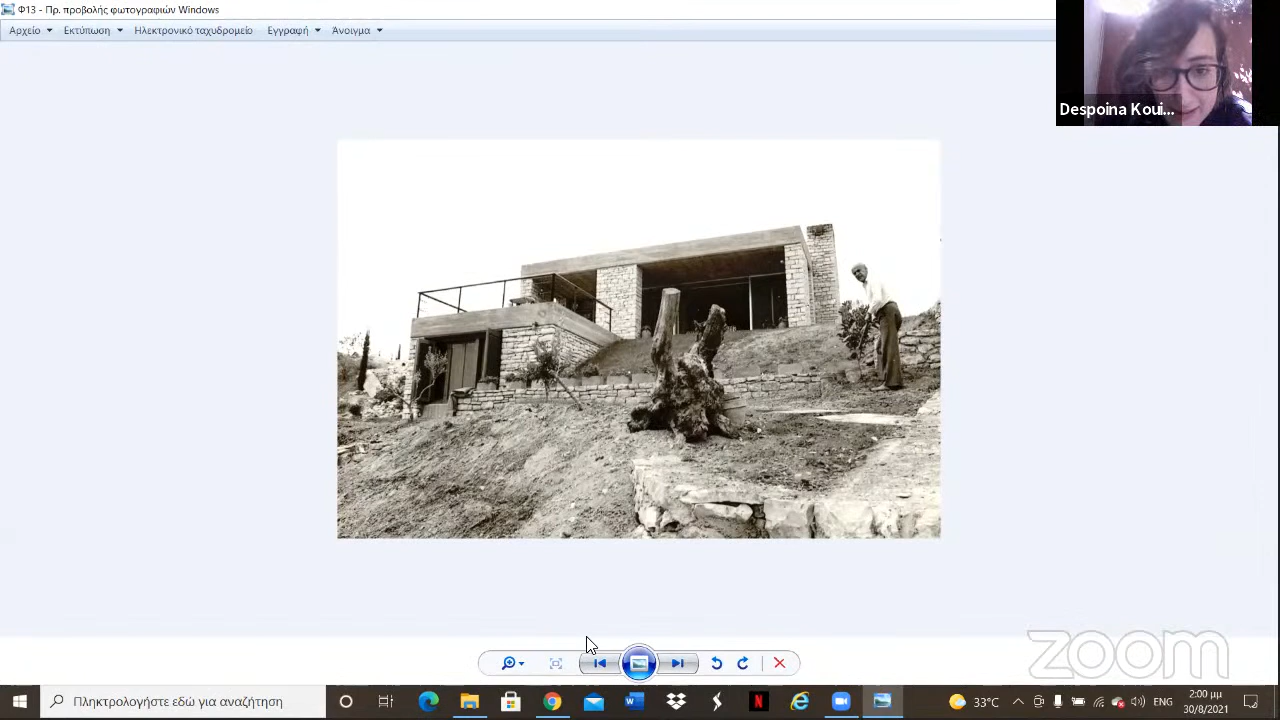 Φ13 - Πρ. προβολής φωτογραφιών Windows
Αρχείο Εκτύπωση Ηλεκτρονικό ταχυδρομείο Εγγραφή Άνοιγμα
Despoina Koui...
zoom
Πληκτρολογήστε εδώ για αναζήτηση
33°C
ENG
2:00 μμ
30/8/2021